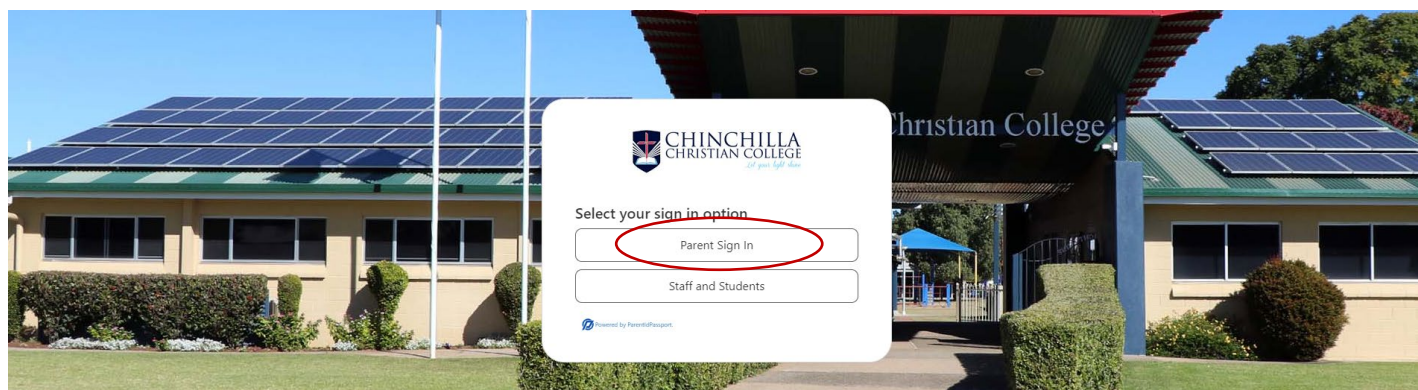 Christian College
CHINCHILLA
CHRISTIAN COLLEGE
Let your light shine
Select your sign in option
Parent Sign In
Staff and Students
Powered by ParentIdPassport.